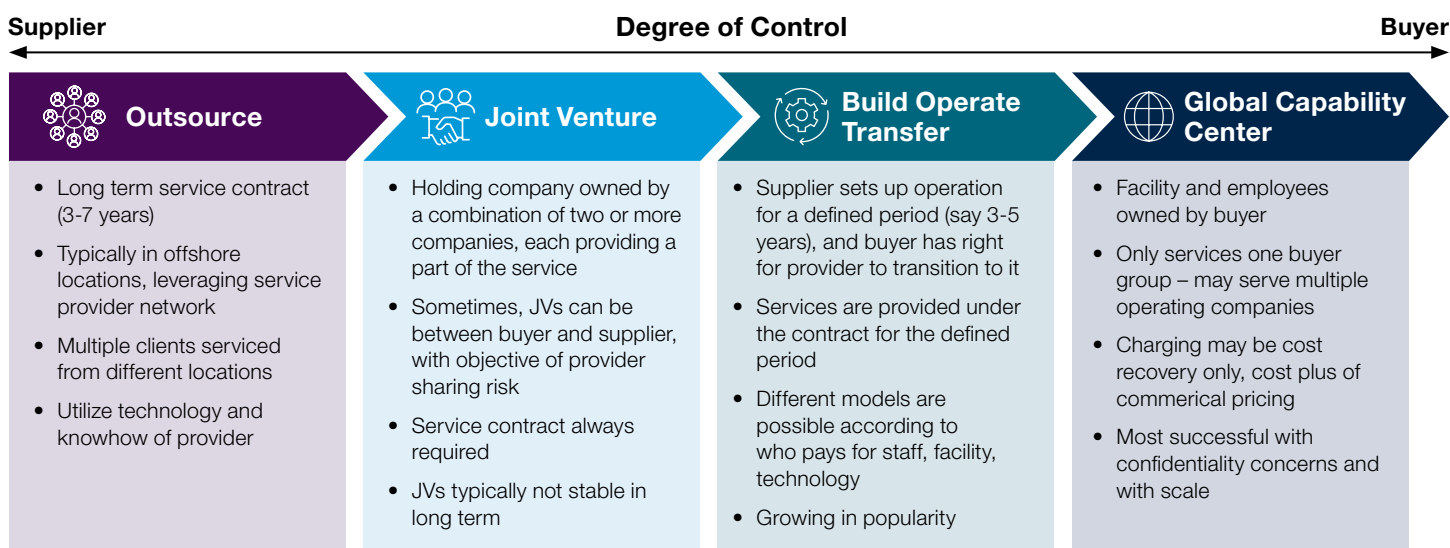 Supplier
Degree of Control
Buyer
Outsource
• Long term service contract
(3-7 years)
• Typically in offshore
locations, leveraging service
provider network
• Multiple clients serviced
from different locations
• Utilize technology and
knowhow of provider
Joint Venture
• Holding company owned by
a combination of two or more
companies, each providing a
part of the service
• Sometimes, JVs can be
between buyer and supplier,
with objective of provider
sharing risk
• Service contract always
required
• JVs typically not stable in
long term
Build Operate
Transfer
• Supplier sets up operation
for a defined period (say 3-5
years), and buyer has right
for provider to transition to it
• Services are provided under
the contract for the defined
period
• Different models are
possible according to
who pays for staff, facility,
technology
• Growing in popularity
Global Capability
Center
• Facility and employees
owned by buyer
• Only services one buyer
group – may serve multiple
operating companies
• Charging may be cost
recovery only, cost plus of
commerical pricing
• Most successful with
confidentiality concerns and
with scale